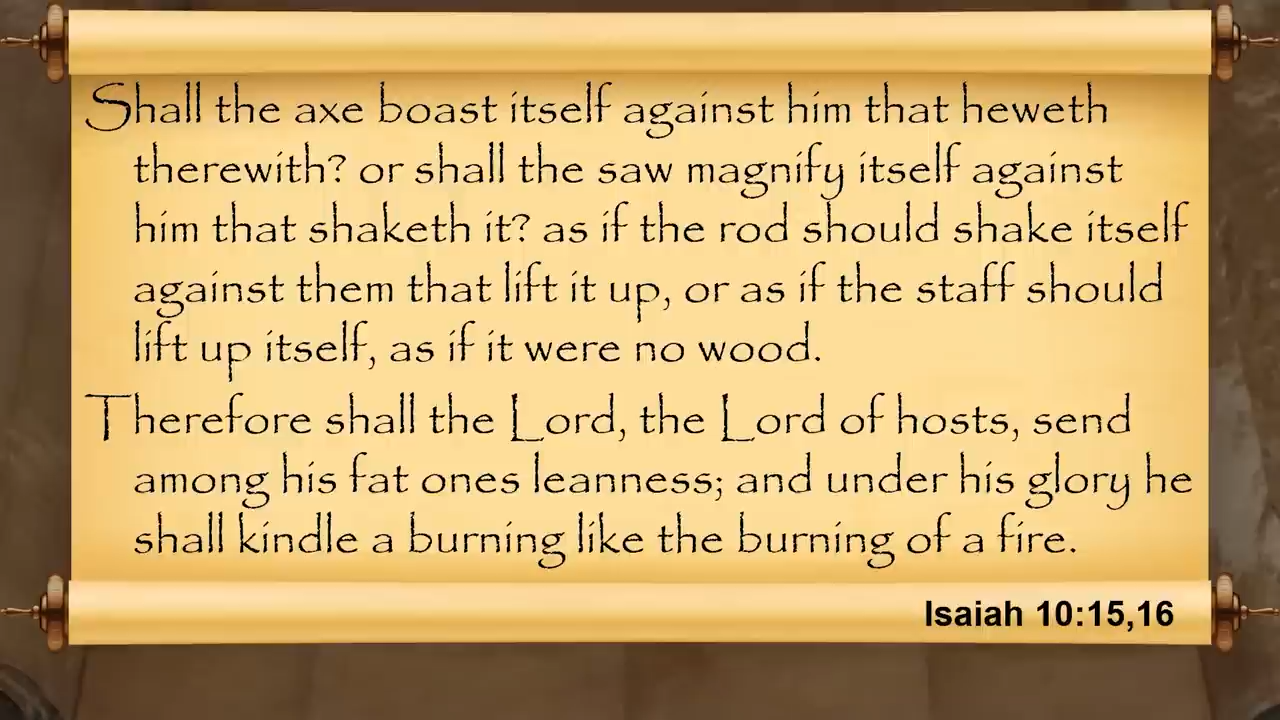 Shall the axe boast itself against him that heweth
therewith? or shall the saw magnify itself against
him that shaketh it? as if the rod should shake itself
against them that lift it up, or as if the staff should
lift up itself, as if it were no wood.
Therefore shall the Lord, the Lord of hosts, send
among his fat ones leanness; and under his glory he
shall kindle a burning like the burning of a fire.
Isaiah 10:15,16